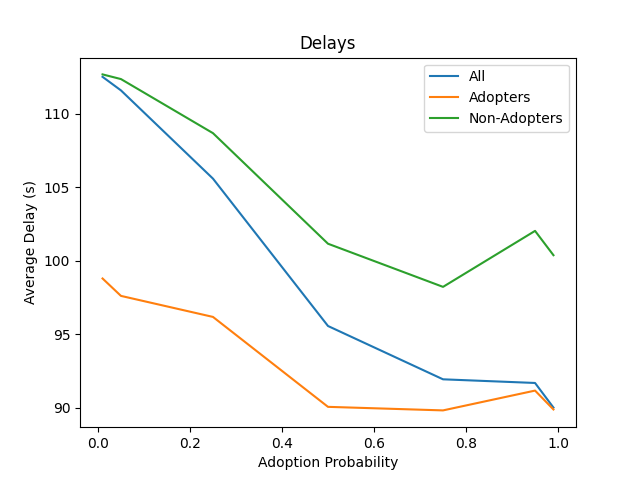 Delays
All
Adopters
Non-Adopters
Average Delay (s)
110
105
100
95
90
0.0 0.2 0.4 0.6 0.8 1.0
Adoption Probability